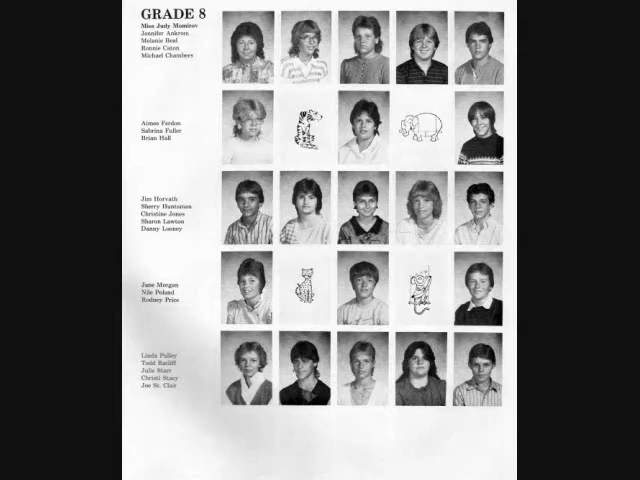 GRADE 8
Miss Judy Momirov
Jennifer Ankrom
Melanie Beal
Ronnie Caton
Michael Chambers
Aimee Ferdon
Sabrina Fuller
Brian Hall
Jim Horvath
Sherry Huntsman
Christine Jones
Sharon Lawton
Danny Looney
Jane Morgan
Nile Poland
Rodney Price
Linda Pulley
Todd Ratliff
Julie Starr
Christi Stacy
Joe St. Clair